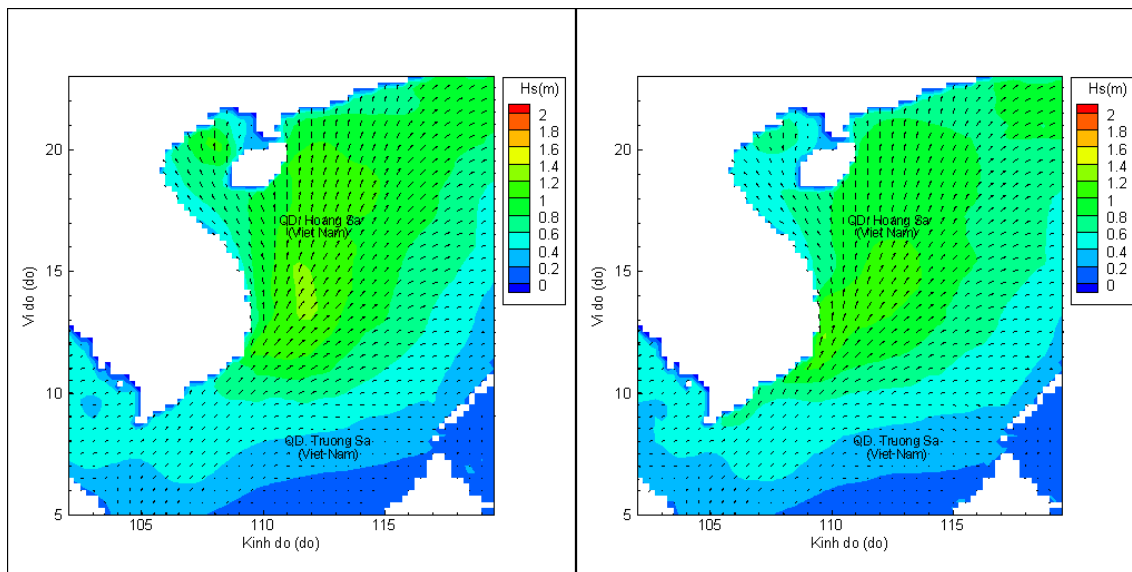 Hs(m)
2
1.8
1.6
1.4
1.2
1
0.8
0.6
0.4
0.2
0
20
15
10
5
Vi do (do)
QD. Hoang Sa
(Viet Nam)
QD. Truong Sa
(Viet-Nam)
105
110
115
Kinh do (do)
Hs(m)
2
1.8
1.6
1.4
1.2
1
0.8
0.6
0.4
0.2
0
20
15
10
5
Vi do (do)
QD. Hoang Sa
(Viet Nam)
QD. Truong Sa
(Viet-Nam)
105
110
115
Kinh do (do)